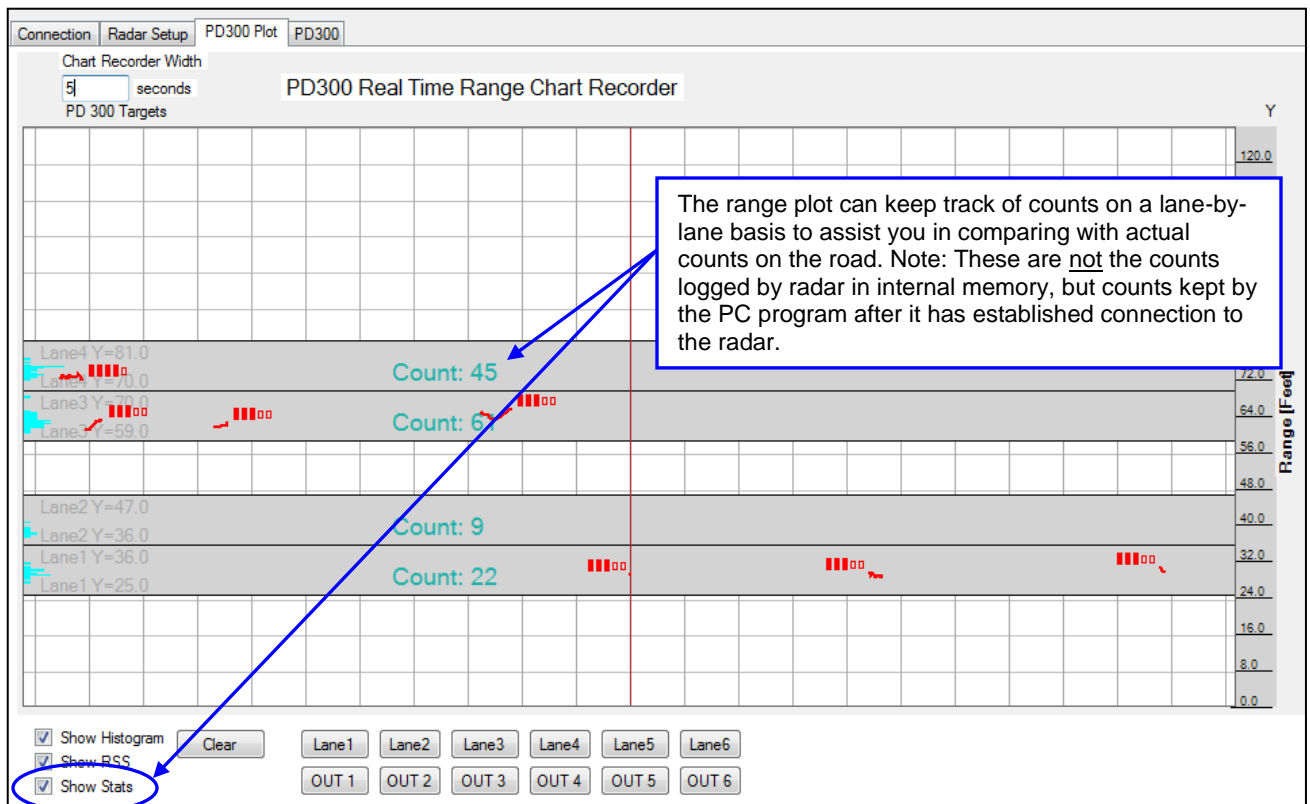 Connection Radar Setup PD300 Plot PD300
Chart Recorder Width
5 seconds
PD300 Real Time Range Chart Recorder
PD 300 Targets
Y
120.0
The range plot can keep track of counts on a lane-by-
lane basis to assist you in comparing with actual
counts on the road. Note: These are not the counts
logged by radar in internal memory, but counts kept by
the PC program after it has established connection to
the radar.
Lane4 Y=81.0
Count: 45
Lane4 Y=70.0
72.0
Range [Feet]
Lane3 Y=70.0
64.0
Count: 61
Lane3 Y=59.0
56.0
48.0
Lane2 Y=47.0
40.0
Count: 9
Lane2 Y=36.0
Lane1 Y=36.0
32.0
Count: 22
Lane1 Y=25.0
24.0
16.0
8.0
0.0
Show Histogram Clear Lane1 Lane2 Lane3 Lane4 Lane5 Lane6
Show RSS
Show Stats OUT 1 OUT 2 OUT 3 OUT 4 OUT 5 OUT 6